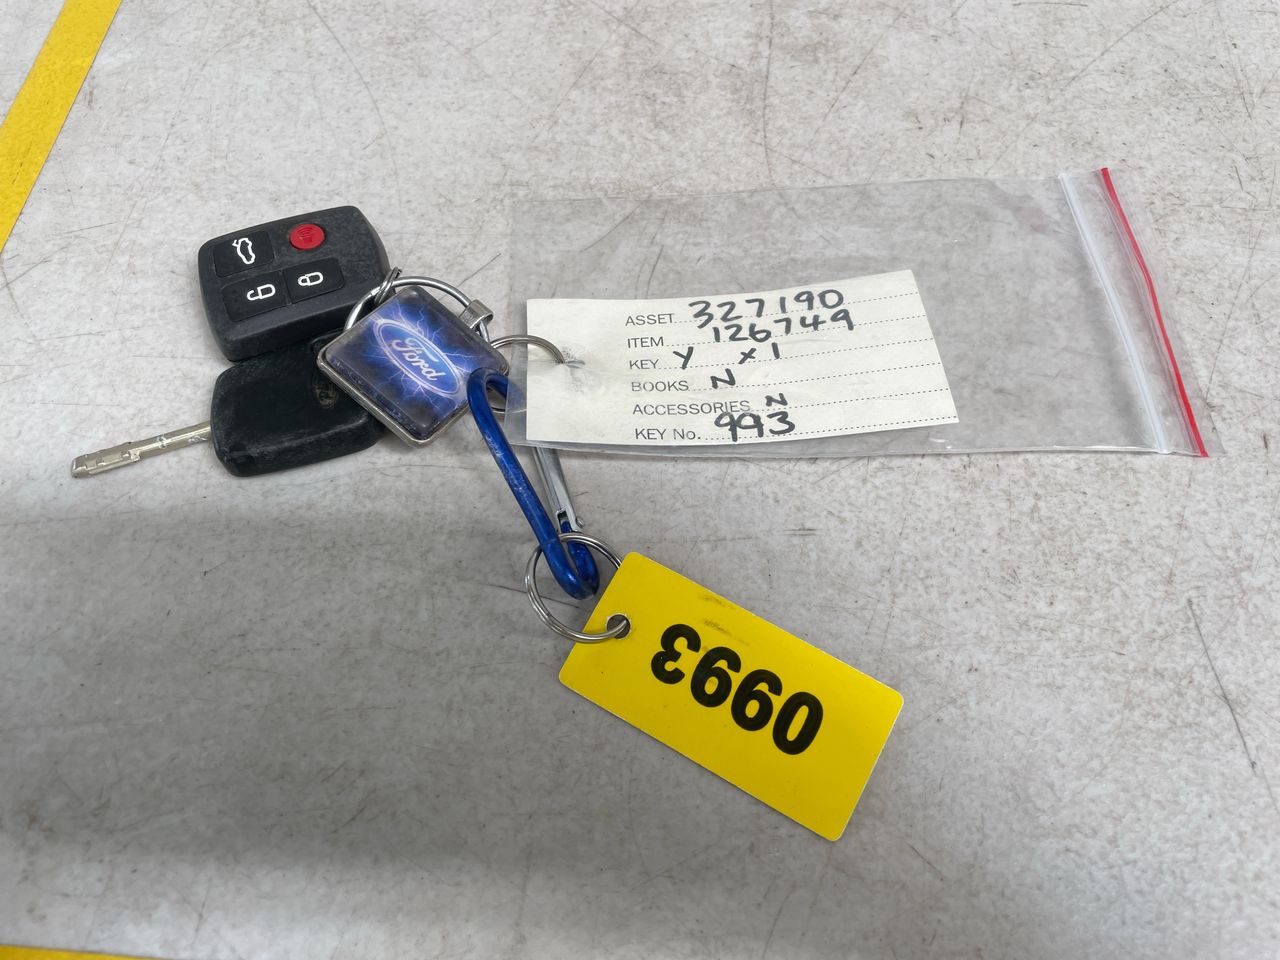 Ford
ASSET 327190
ITEM 126749
KEY Y x1
BOOKS N
ACCESSORIES N
KEY No. 993
0993